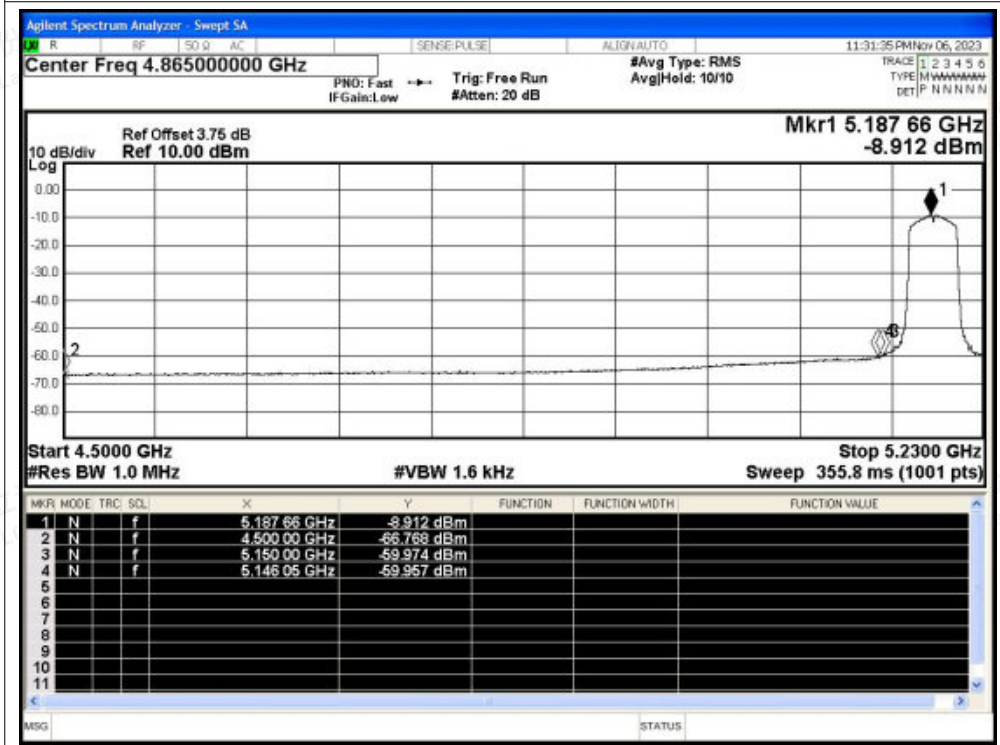 Agilent Spectrum Analyzer - Swept SA
R RF 50 Ω AC SENSE:PULSE ALIGN AUTO 11:31:35 PM Nov 06, 2023
Center Freq 4.865000000 GHz #Avg Type: RMS TRACE 1 2 3 4 5 6
PNO: Fast Trig: Free Run Avg|Hold: 10/10 TYPE M
IFGain:Low #Atten: 20 dB DET P N N N N N
Mkr1 5.187 66 GHz
Ref Offset 3.75 dB
10 dB/div Ref 10.00 dBm -8.912 dBm
Log
0.00
-10.0
-20.0
-30.0
-40.0
-50.0
-60.0
-70.0
-80.0
1
2
Start 4.5000 GHz Stop 5.2300 GHz
#Res BW 1.0 MHz #VBW 1.6 kHz Sweep 355.8 ms (1001 pts)
MKR MODE TRC SCL X Y FUNCTION FUNCTION WIDTH FUNCTION VALUE
1 N f 5.187 66 GHz -8.912 dBm
2 N f 4.500 00 GHz -66.768 dBm
3 N f 5.150 00 GHz -59.974 dBm
4 N f 5.146 05 GHz -59.957 dBm
5
6
7
8
9
10
11
MSG STATUS